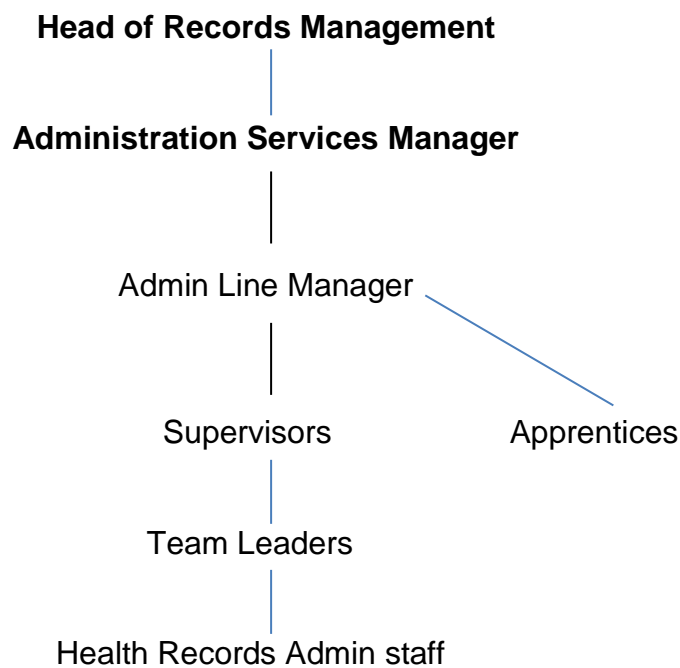 Head of Records Management
Administration Services Manager
Admin Line Manager
Supervisors
Apprentices
Team Leaders
Health Records Admin staff